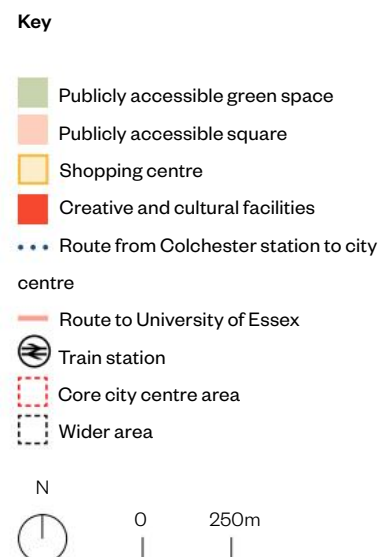 Key
Publicly accessible green space
Publicly accessible square
Shopping centre
Creative and cultural facilities
Route from Colchester station to city
centre
Route to University of Essex
Train station
Core city centre area
Wider area
N
0 250m